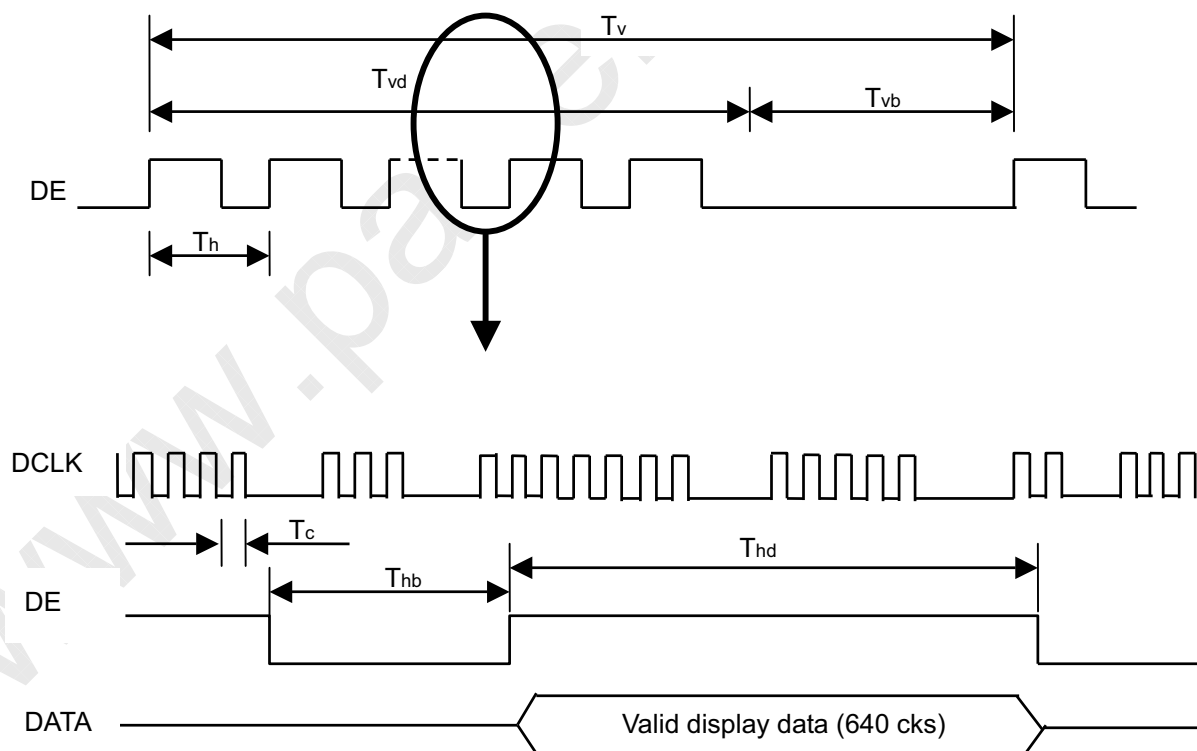 Tv
Tvd
Tvb
DE
Th
DCLK
Tc
Thd
Thb
DE
DATA
Valid display data (640 cks)